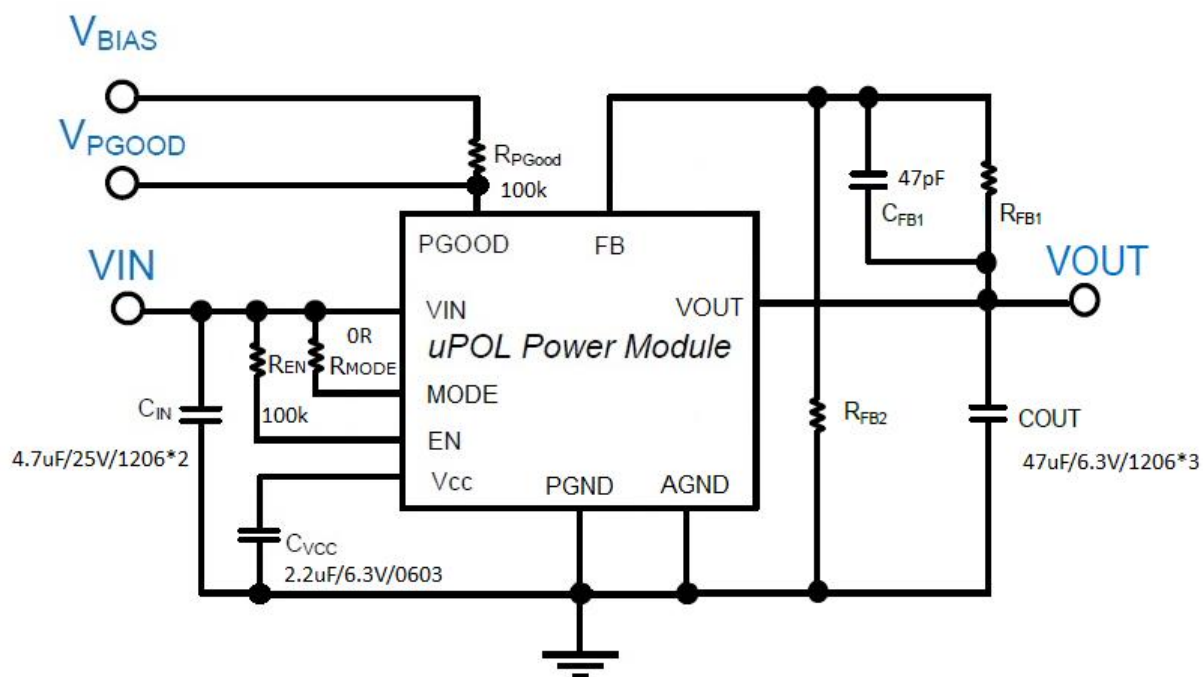 VBIAS
VPGOOD
RPGood
100k
47pF
CFB1
RFB1
PGOOD
FB
VIN
VOUT
VIN
VOUT
0R
uPOL Power Module
REN
RMODE
MODE
CIN
100k
RFB2
COUT
EN
4.7uF/25V/1206*2
47uF/6.3V/1206*3
Vcc
PGND
AGND
CVCC
2.2uF/6.3V/0603